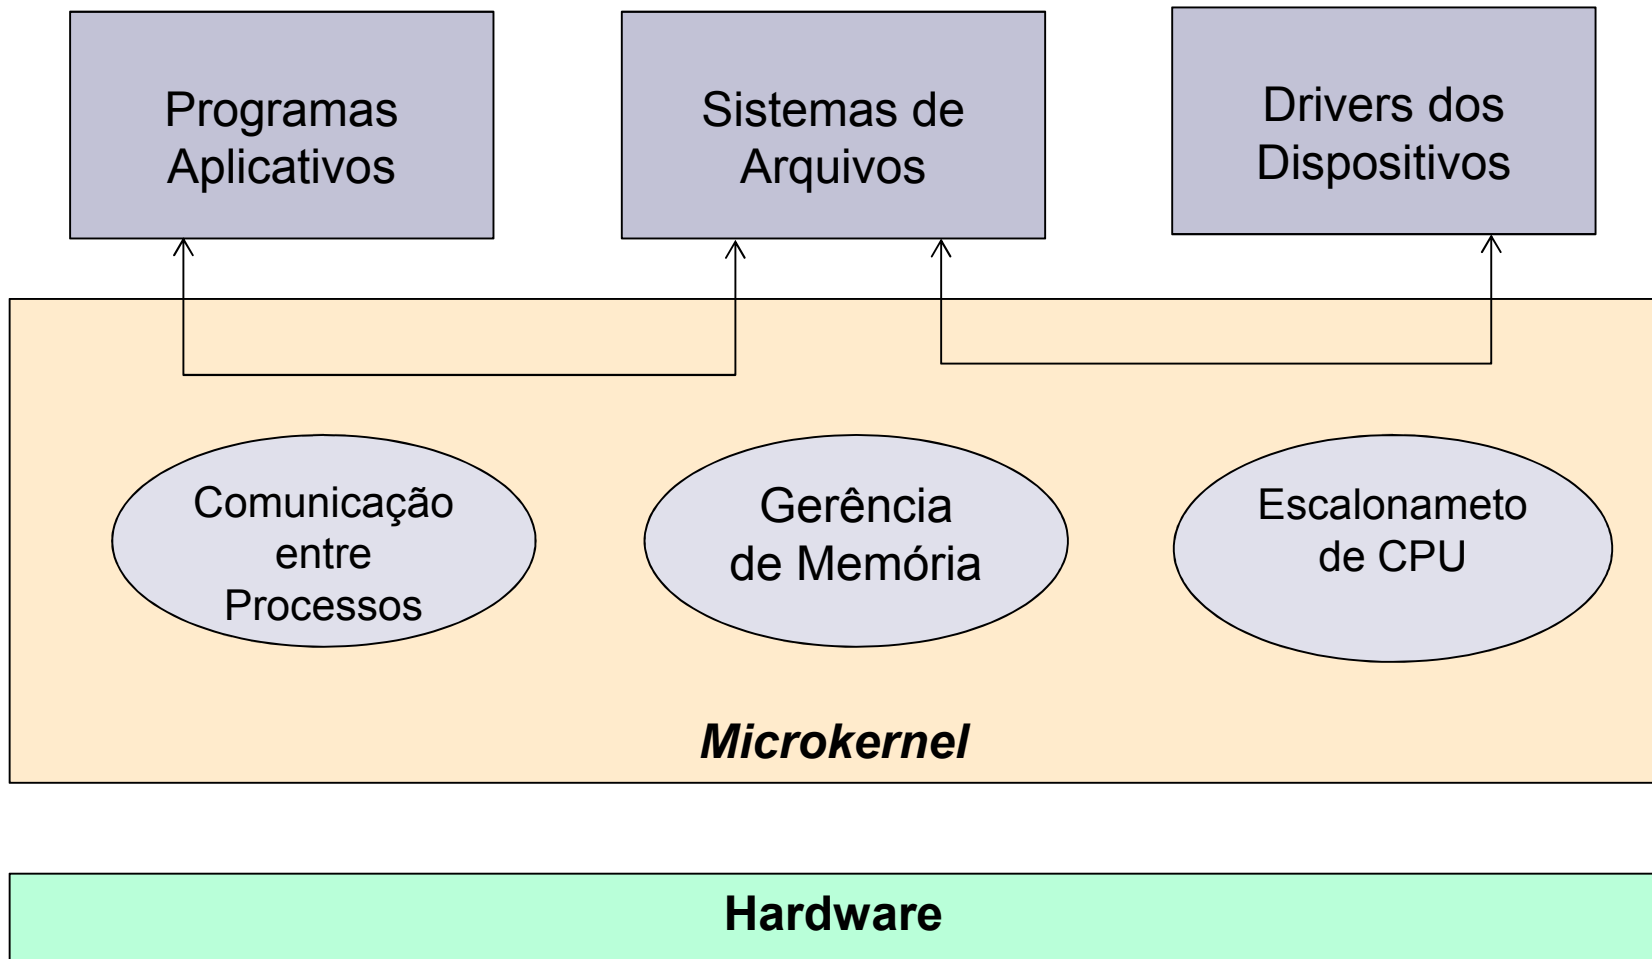 Programas
Aplicativos
Sistemas de
Arquivos
Drivers dos
Dispositivos
Comunicação
entre
Processos
Gerência
de Memória
Escalonameto
de CPU
Microkernel
Hardware